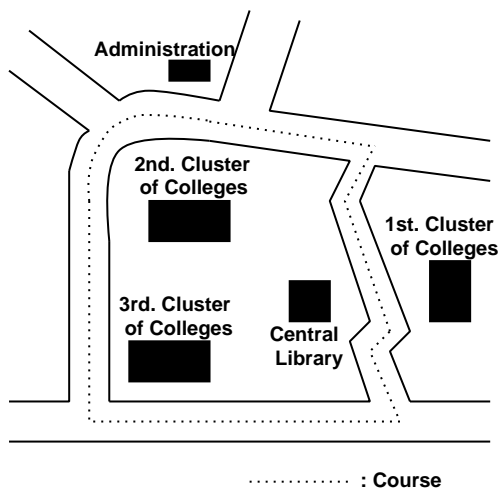 Administration
2nd. Cluster
of Colleges
1st. Cluster
of Colleges
3rd. Cluster
of Colleges
Central
Library
: Course